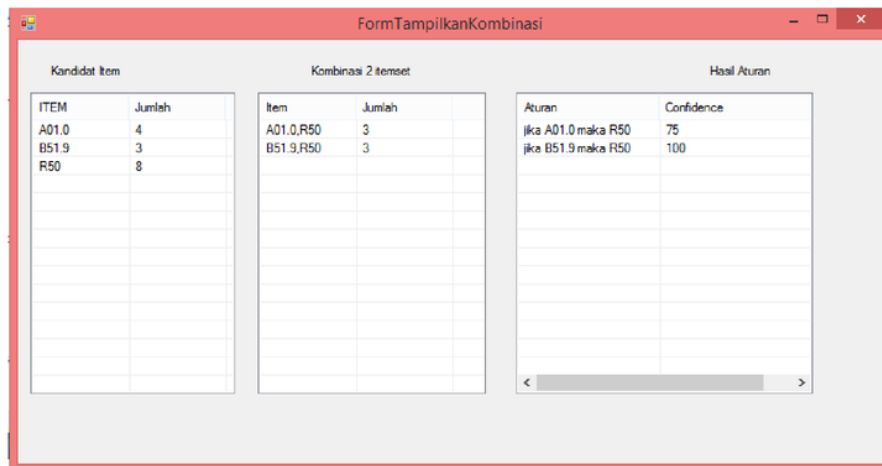 FormTampilkanKombinasi
Kandidat Item
ITEM Jumlah
A01.0 4
B51.9 3
R50 8
Kombinasi 2 itemset
Item Jumlah
A01.0,R50 3
B51.9,R50 3
Hasil Aturan
Aturan Confidence
jika A01.0 maka R50 75
jika B51.9 maka R50 100